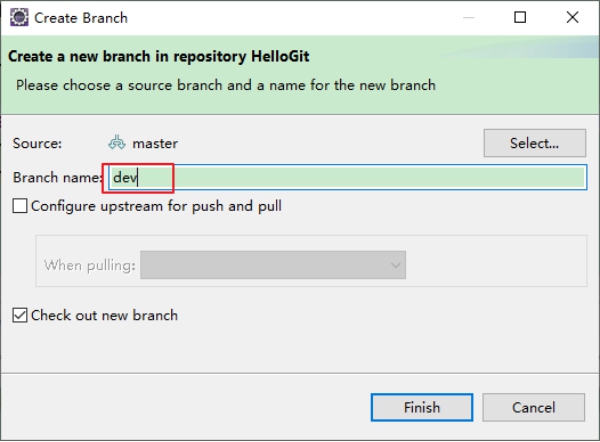 Create Branch
Create a new branch in repository HelloGit
Please choose a source branch and a name for the new branch
Source: master Select...
Branch name: dev
Configure upstream for push and pull
When pulling:
Check out new branch
Finish Cancel